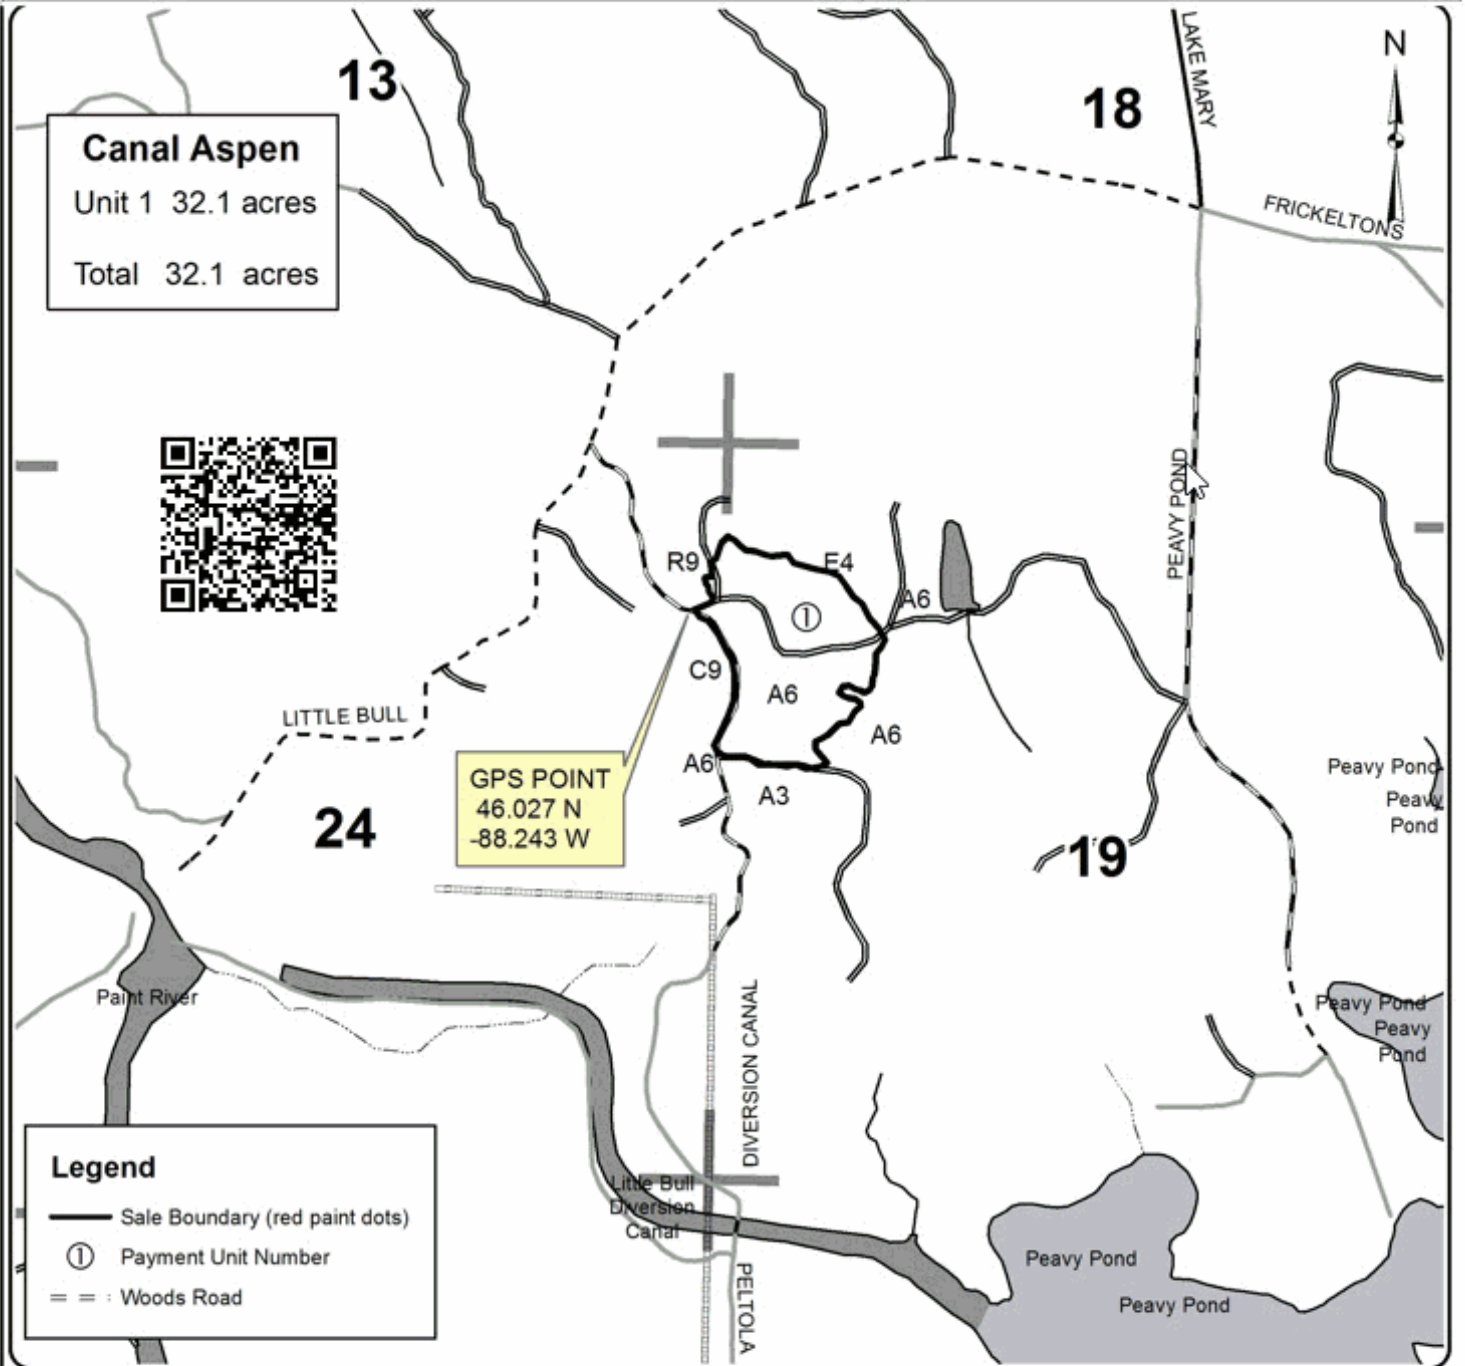 13
18
LAKE MARY
N
Canal Aspen
Unit 1 32.1 acres
Total 32.1 acres
FRICKELTONS
PEAVY POND
R9
E4
A6
1
C9
A6
LITTLE BULL
A6
A6
GPS POINT
46.027 N
-88.243 W
A3
Peavy Pond
Peavy
Pond
24
19
Paint River
DIVERSION CANAL
Peavy Pond
Peavy
Pond
Legend
Sale Boundary (red paint dots)
1 Payment Unit Number
Woods Road
Little Bull
Diversion
Canal
PELTOLA
Peavy Pond
Peavy Pond